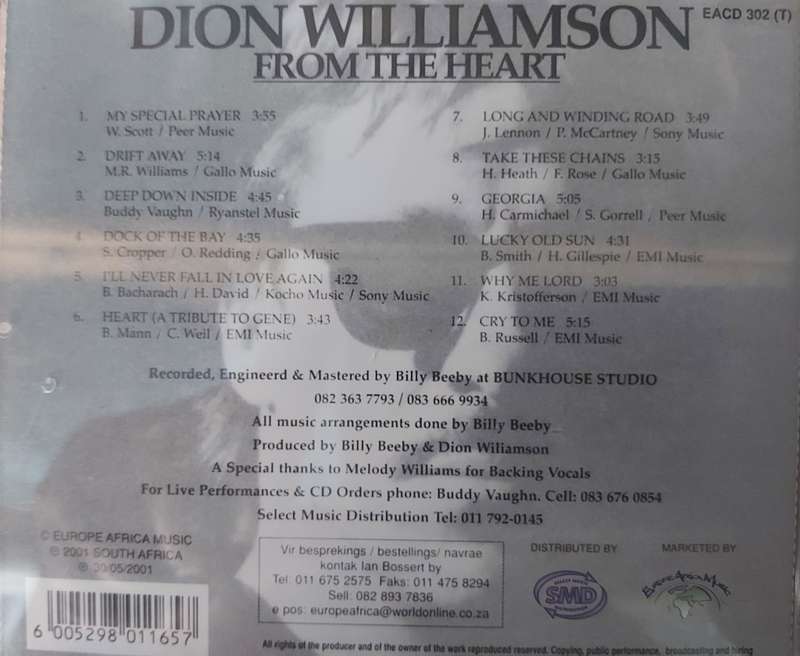 DION WILLIAMSON
EACD 302 (T)
FROM THE HEART
1. MY SPECIAL PRAYER 3:55
W. Scott / Peer Music
2. DRIFT AWAY 5:14
M.R. Williams / Gallo Music
3. DEEP DOWN INSIDE 4:45
Buddy Vaughn / Ryanstel Music
4. DOCK OF THE BAY 4:35
S. Cropper / O. Redding / Gallo Music
5. I'LL NEVER FALL IN LOVE AGAIN 4:22
B. Bacharach / H. David / Kocho Music / Sony Music
6. HEART (A TRIBUTE TO GENE) 3:43
B. Mann / C. Weil / EMI Music
7. LONG AND WINDING ROAD 3:49
J. Lennon / P. McCartney / Sony Music
8. TAKE THESE CHAINS 3:15
H. Heath / F. Rose / Gallo Music
9. GEORGIA 5:05
H. Carmichael / S. Gorrell / Peer Music
10. LUCKY OLD SUN 4:31
B. Smith / H. Gillespie / EMI Music
11. WHY ME LORD 3:03
K. Kristofferson / EMI Music
12. CRY TO ME 5:15
B. Russell / EMI Music
Recorded, Engineerd & Mastered by Billy Beeby at BUNKHOUSE STUDIO
082 363 7793 / 083 666 9934
All music arrangements done by Billy Beeby
Produced by Billy Beeby & Dion Wiliamson
A Special thanks to Melody Williams for Backing Vocals
For Live Performances & CD Orders phone: Buddy Vaughn. Cell: 083 676 0854
Select Music Distribution Tel: 011 792-0145
© EUROPE AFRICA MUSIC
℗ 2001 SOUTH AFRICA
℗ 30/05/2001
Vir besprekings / bestellings/ navrae
kontak Ian Bossert by
Tel: 011 675 2575 Faks: 011 475 8294
Sell: 082 893 7836
e pos: europeafrica@worldonline.co.za
DISTRIBUTED BY
SELECT MUSIC
SMD
DISTRIBUTION
MARKETED BY
Europe Africa Music
6 005298 011657
All rights of the producer and of the owner of the work reproduced reserved. Copying, public performance, broadcasting and hiring